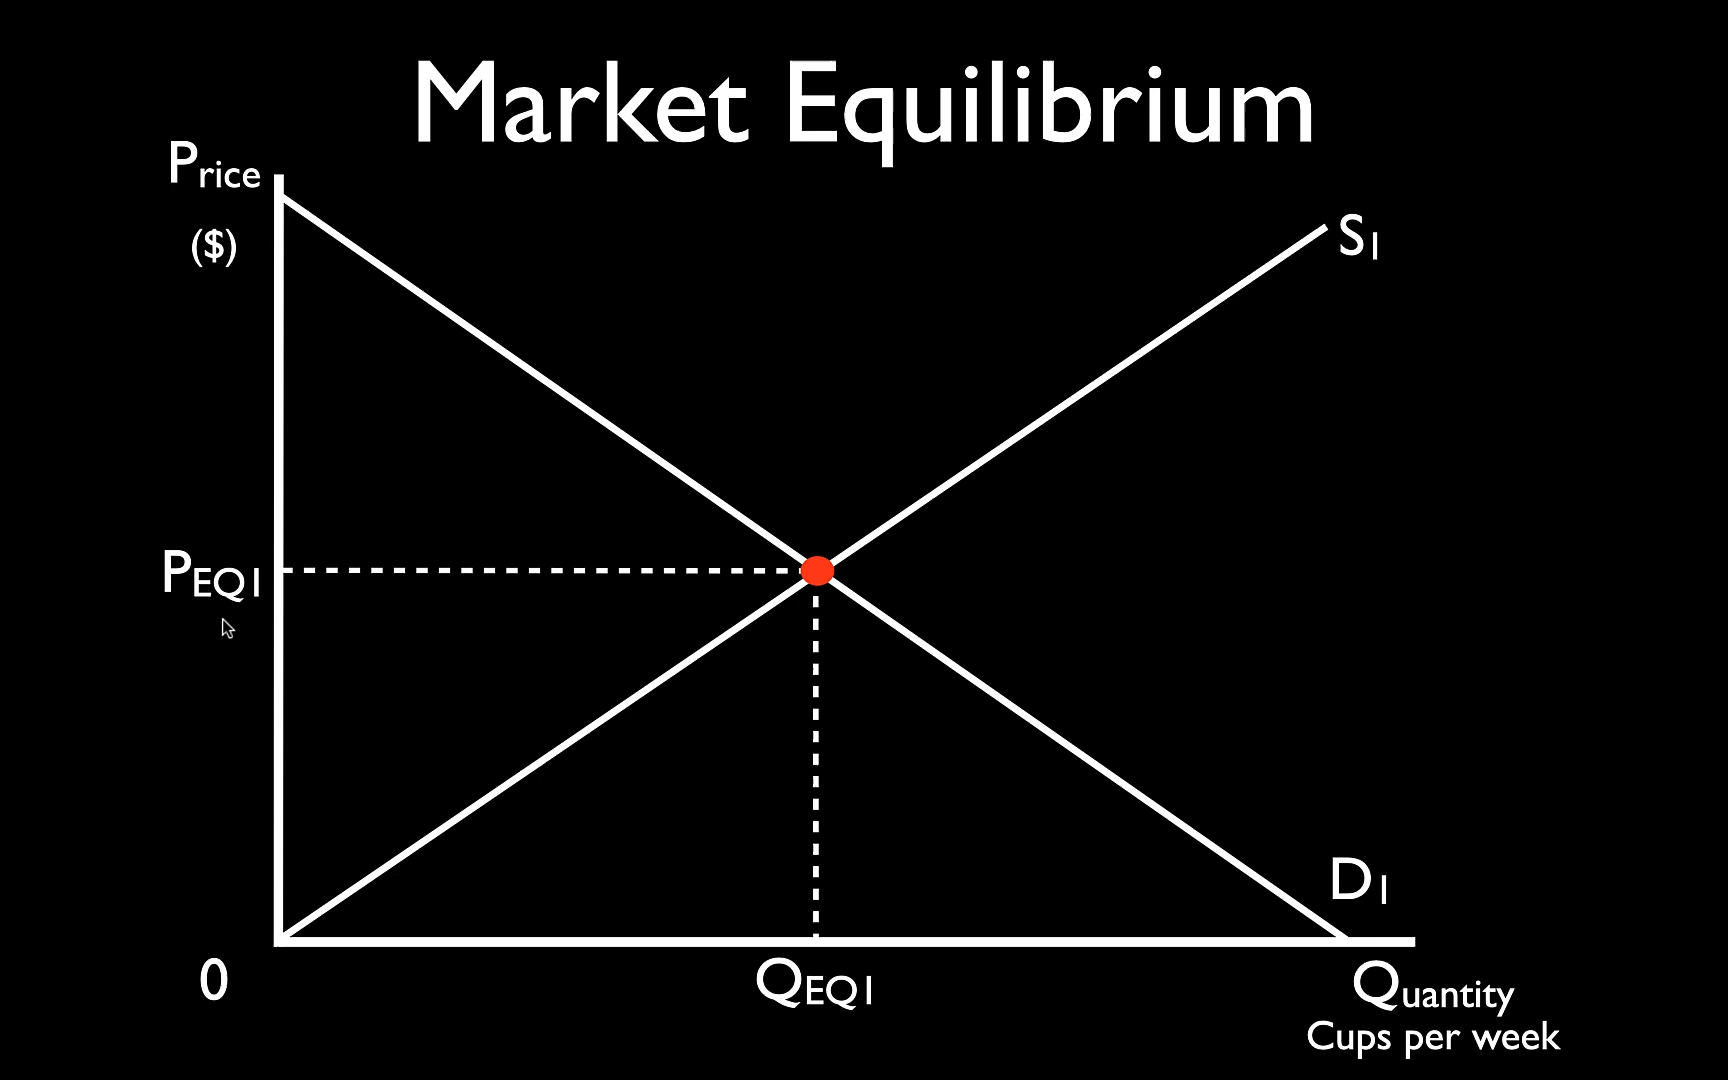 Market Equilibrium
Price
($)
S1
PEQ1
D1
0
QEQ1
Quantity
Cups per week